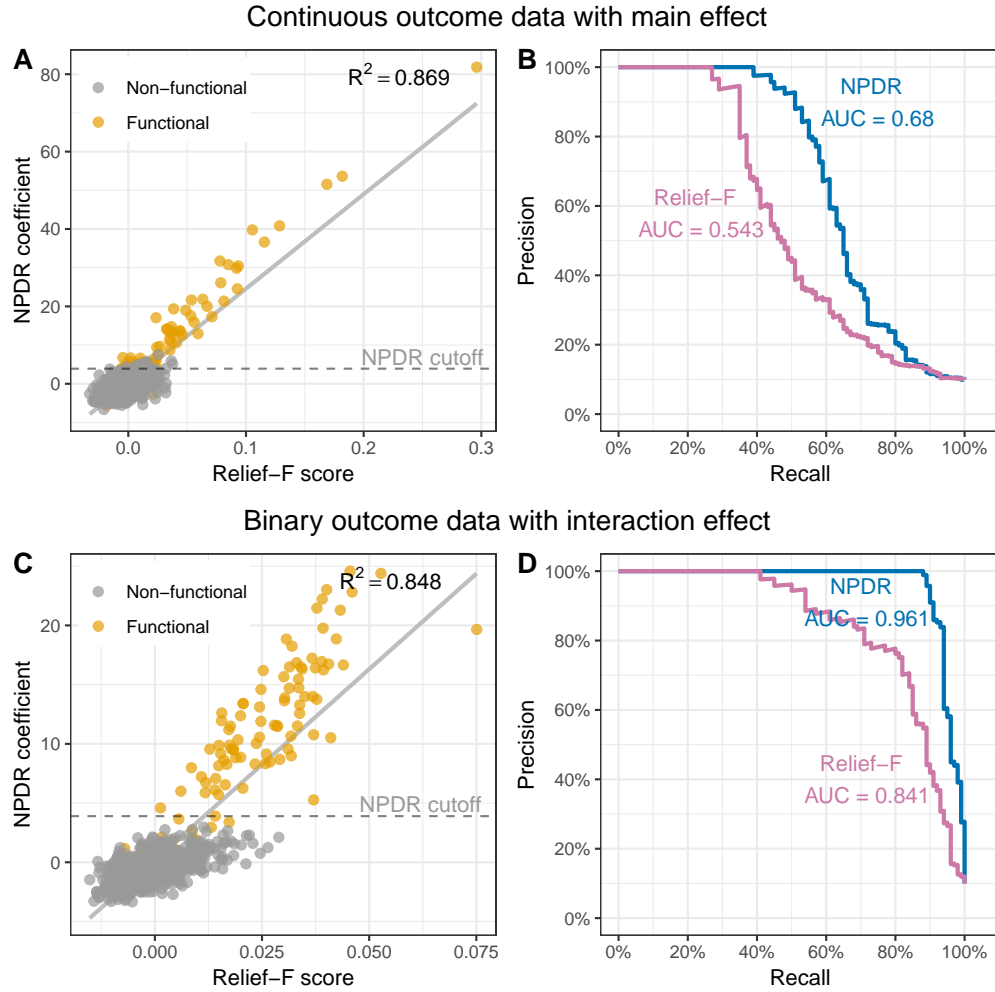 Continuous outcome data with main effect
A
R² = 0.869
Non−functional
Functional
NPDR cutoff
80
60
40
20
0
0.0
0.1
0.2
0.3
NPDR coefficient
Relief−F score
B
NPDR
AUC = 0.68
Relief−F
AUC = 0.543
100%
80%
60%
40%
20%
0%
0%
20%
40%
60%
80%
100%
Precision
Recall
Binary outcome data with interaction effect
C
R² = 0.848
Non−functional
Functional
NPDR cutoff
20
10
0
0.000
0.025
0.050
0.075
NPDR coefficient
Relief−F score
D
NPDR
AUC = 0.961
Relief−F
AUC = 0.841
100%
80%
60%
40%
20%
0%
0%
20%
40%
60%
80%
100%
Precision
Recall